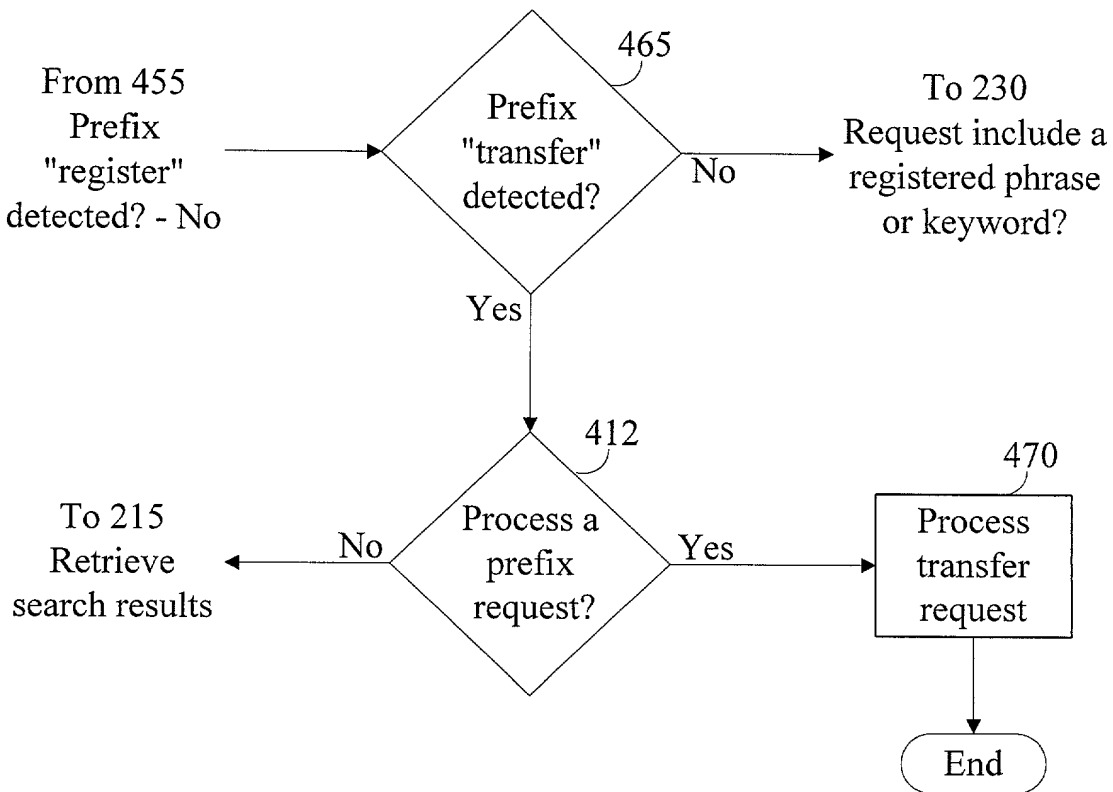 From 455
Prefix
"register"
detected? - No
465
Prefix
"transfer"
detected?
No
To 230
Request include a
registered phrase
or keyword?
Yes
412
Process a
prefix
request?
No
To 215
Retrieve
search results
Yes
470
Process
transfer
request
End